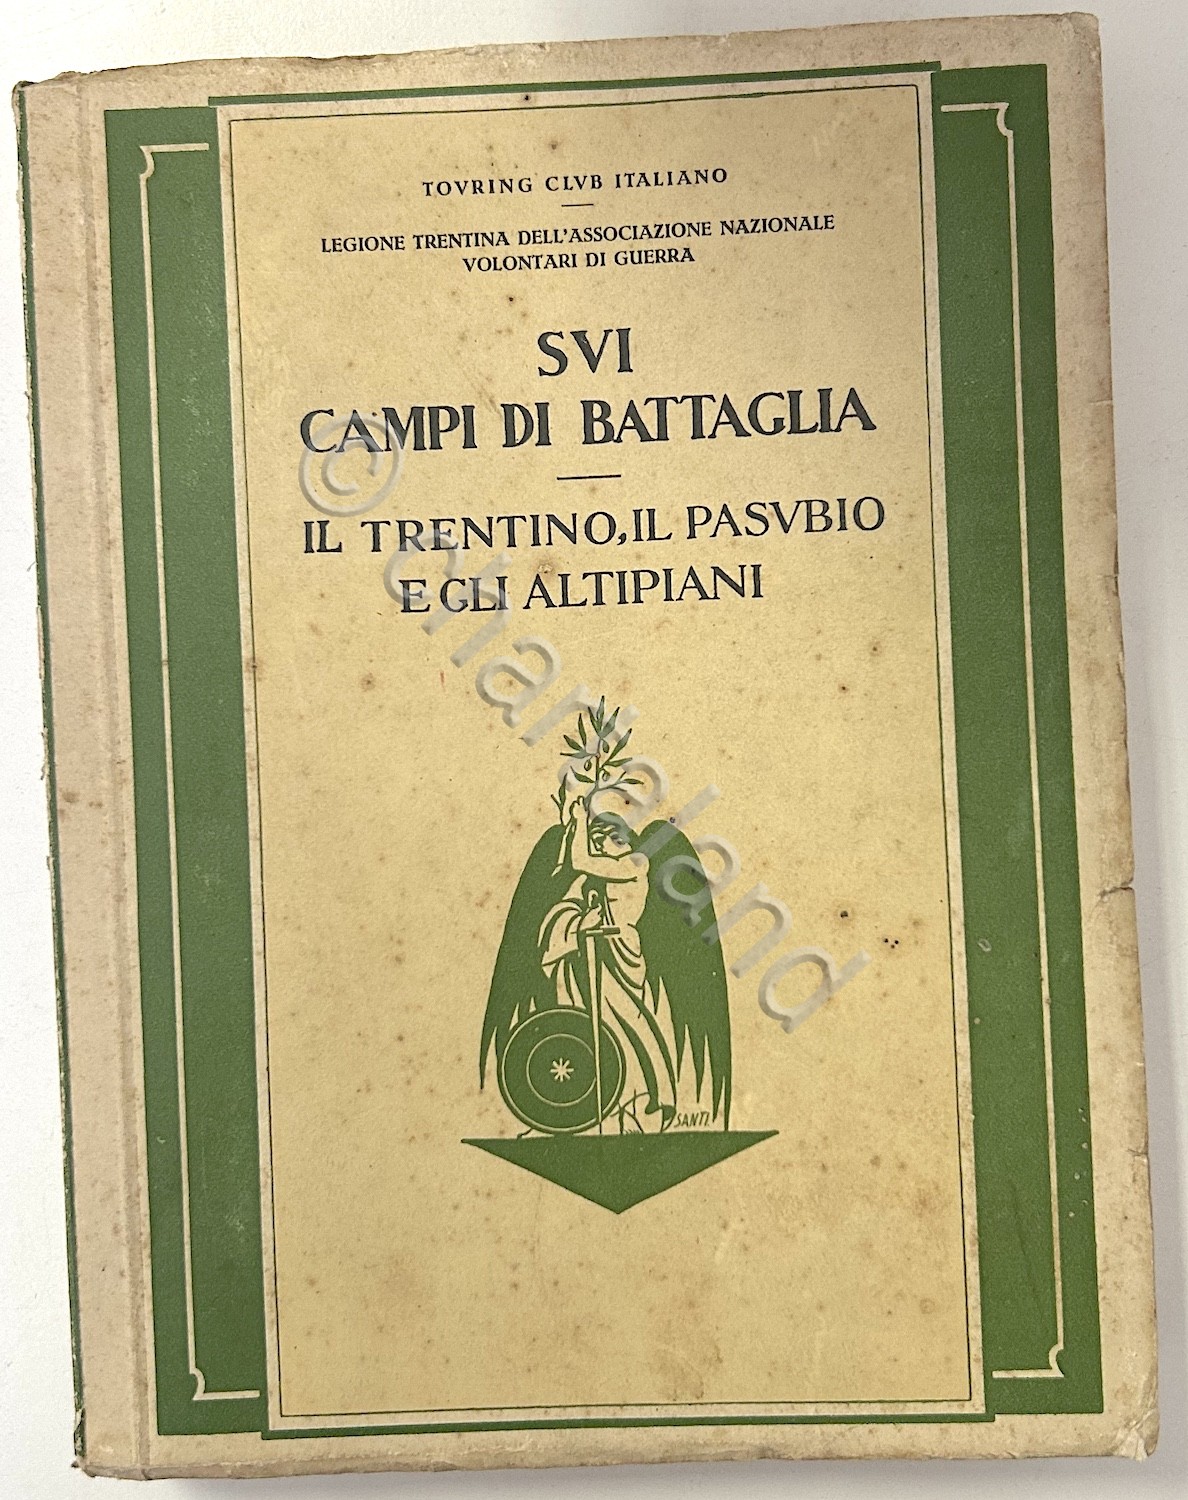 TOVRING CLVB ITALIANO
LEGIONE TRENTINA DELL'ASSOCIAZIONE NAZIONALE
VOLONTARI DI GUERRA
SVI
CAMPI DI BATTAGLIA
IL TRENTINO, IL PASVBIO
E GLI ALTIPIANI
© charialand
SANTI